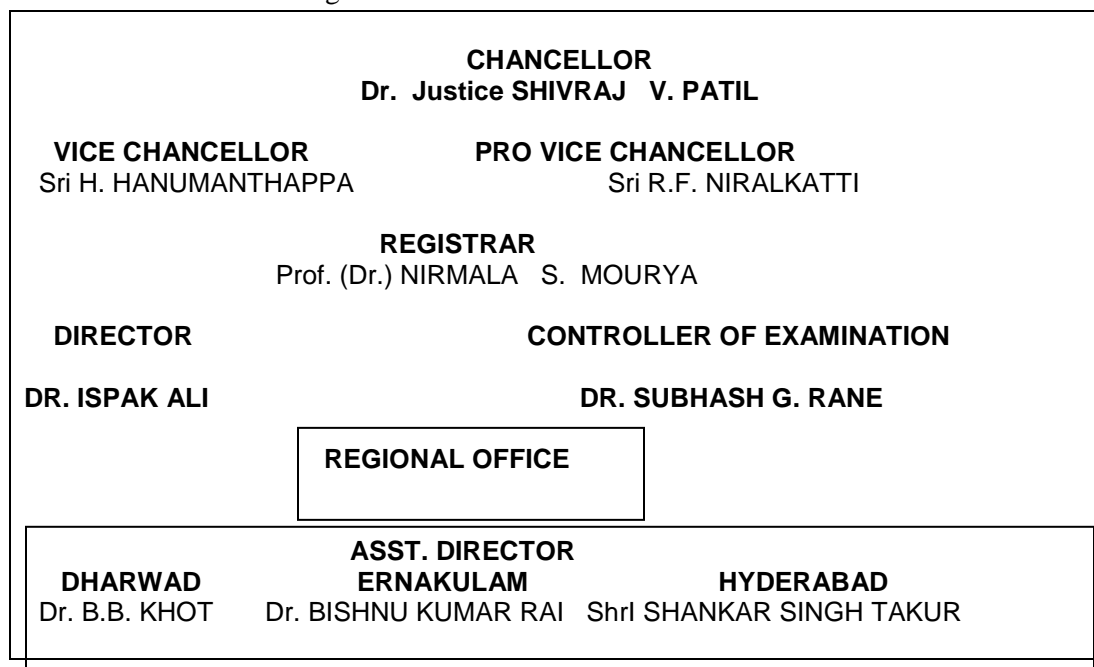 CHANCELLOR
Dr. Justice SHIVRAJ V. PATIL
VICE CHANCELLOR PRO VICE CHANCELLOR
Sri H. HANUMANTHAPPA Sri R.F. NIRALKATTI
REGISTRAR
Prof. (Dr.) NIRMALA S. MOURYA
DIRECTOR CONTROLLER OF EXAMINATION
DR. ISPAK ALI DR. SUBHASH G. RANE
REGIONAL OFFICE
ASST. DIRECTOR
DHARWAD ERNAKULAM HYDERABAD
Dr. B.B. KHOT Dr. BISHNU KUMAR RAI ShrI SHANKAR SINGH TAKUR